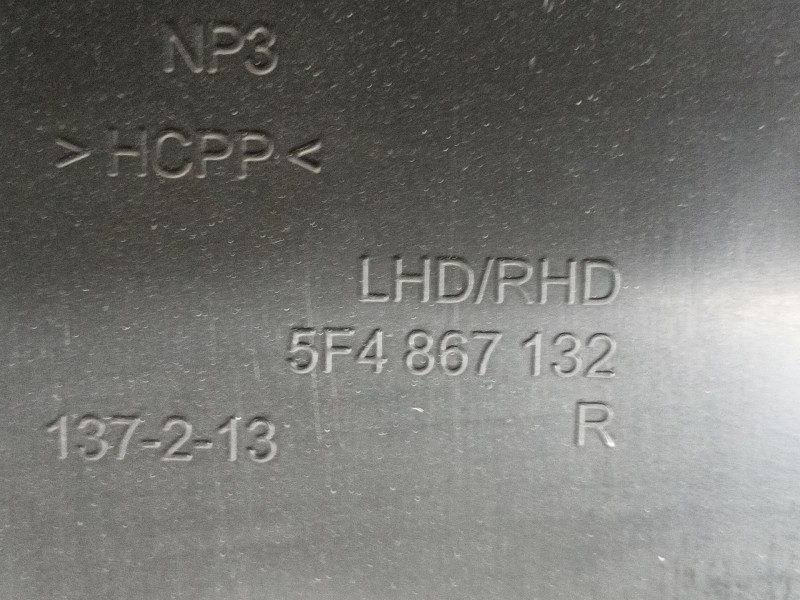 NP3
> HCPP <
LHD/RHD
5F4 867 132
R
137-2-13